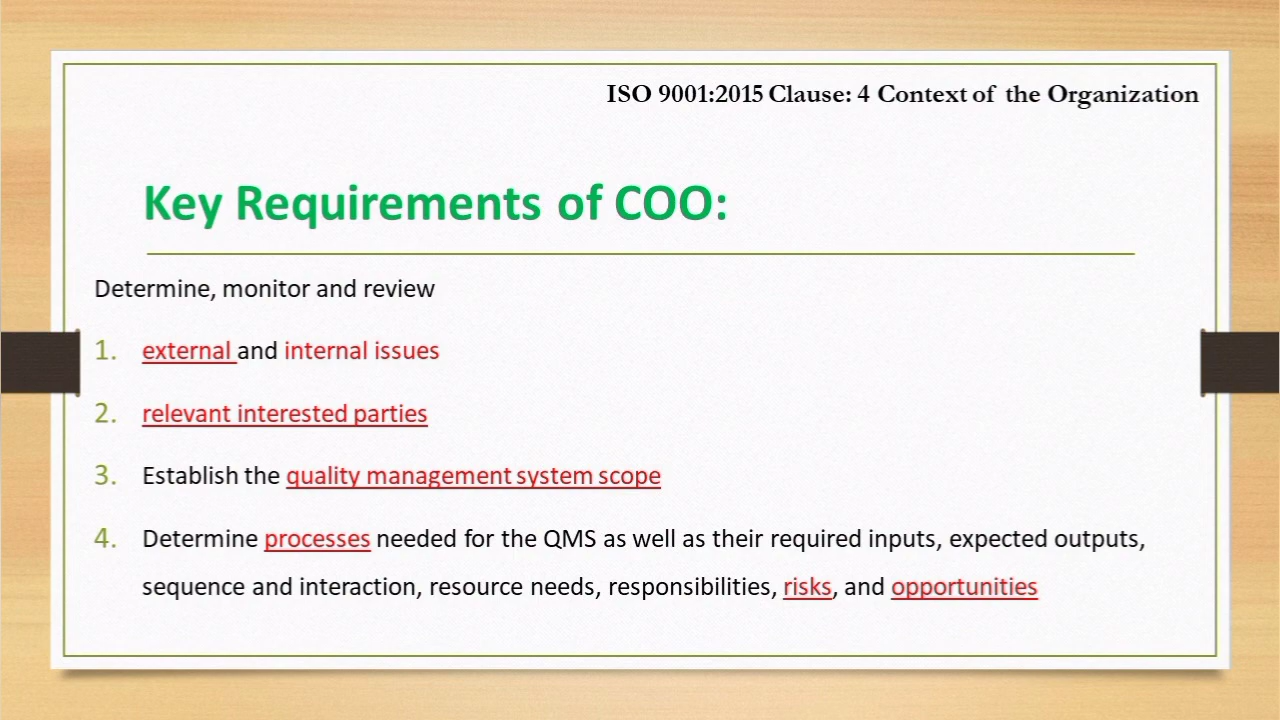 ISO 9001:2015 Clause: 4 Context of the Organization
Key Requirements of COO:
Determine, monitor and review
1. external and internal issues
2. relevant interested parties
3. Establish the quality management system scope
4. Determine processes needed for the QMS as well as their required inputs, expected outputs,
sequence and interaction, resource needs, responsibilities, risks, and opportunities